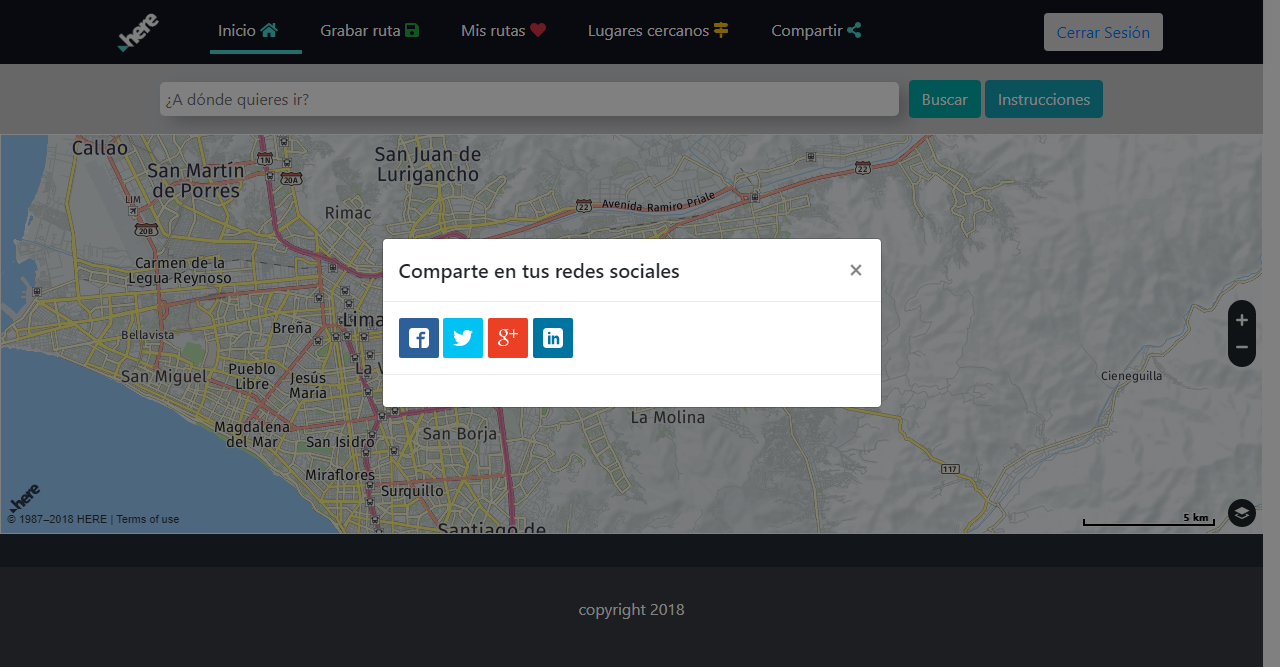 here
Inicio
Grabar ruta
Mis rutas
Lugares cercanos
Compartir
Cerrar Sesión
¿A dónde quieres ir?
Buscar
Instrucciones
Callao
San Martín
de Porres
1N
20A
San Juan de
Lurigancho
22
22
Avenida Ramiro Priale
LIM
20B
Rimac
Carmen de la
Legua Reynoso
Comparte en tus redes sociales
×
Bellavista
Breña
Lima
San Miguel
Pueblo
Libre
Jesús
María
La V
Cieneguilla
+
−
Magdalena
del Mar
San Isidro
San Borja
La Molina
Miraflores
Surquillo
117
Santiago de
here
© 1987–2018 HERE | Terms of use
5 km
copyright 2018